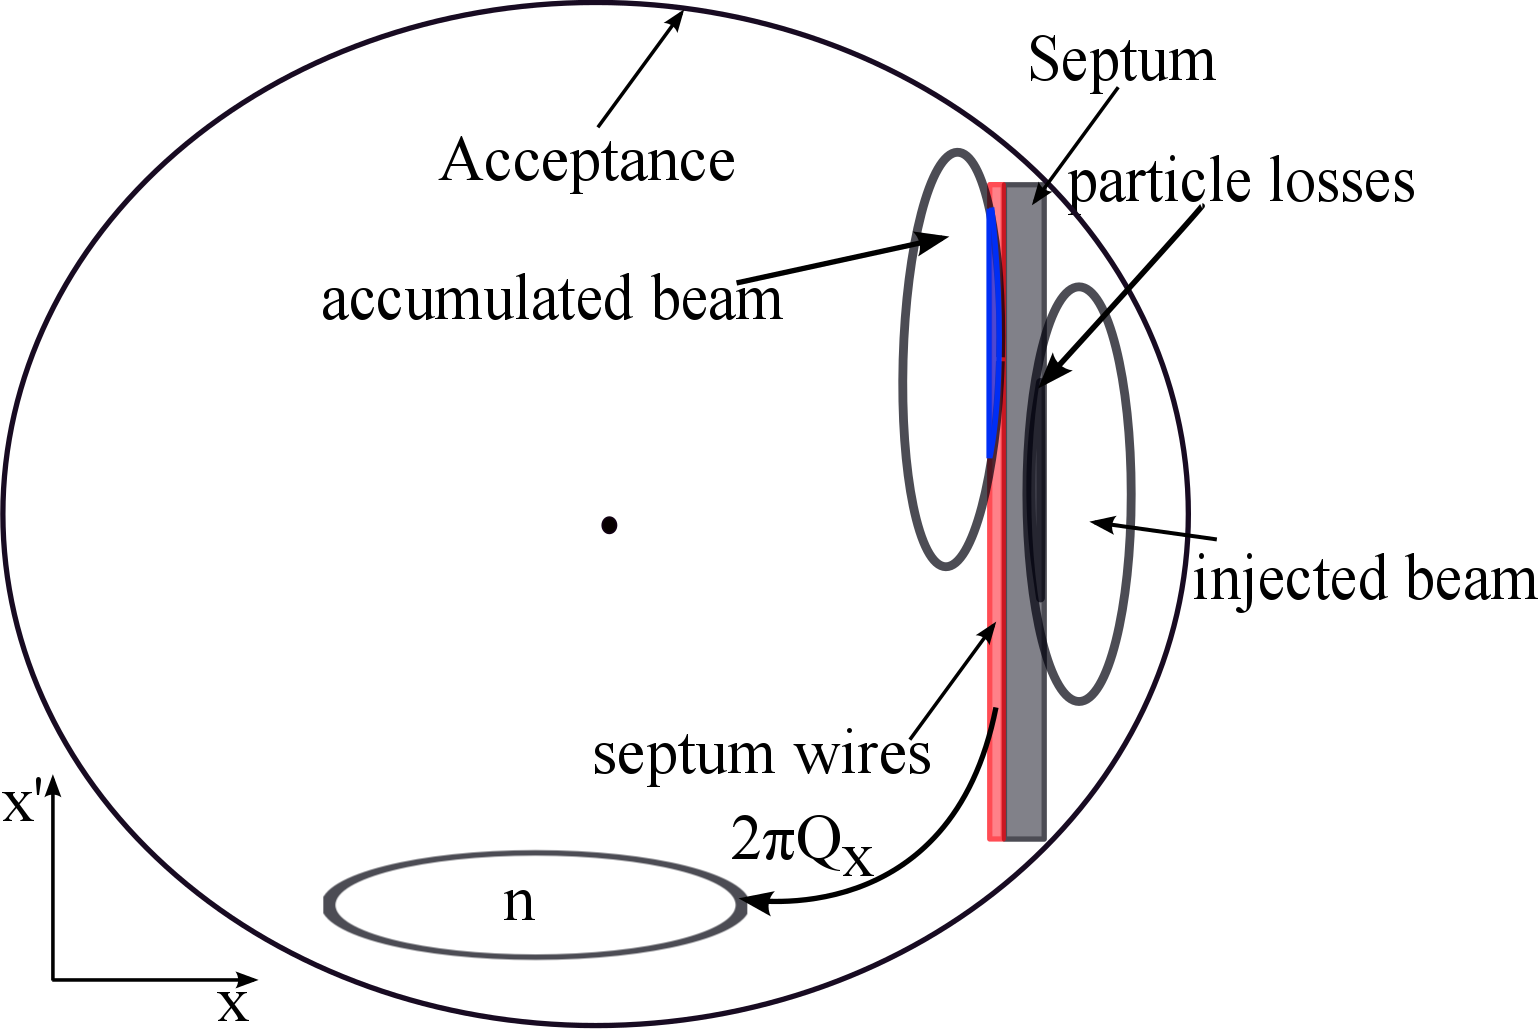 Septum
Acceptance
particle losses
accumulated beam
injected beam
septum wires
2πQx
n
x'
x